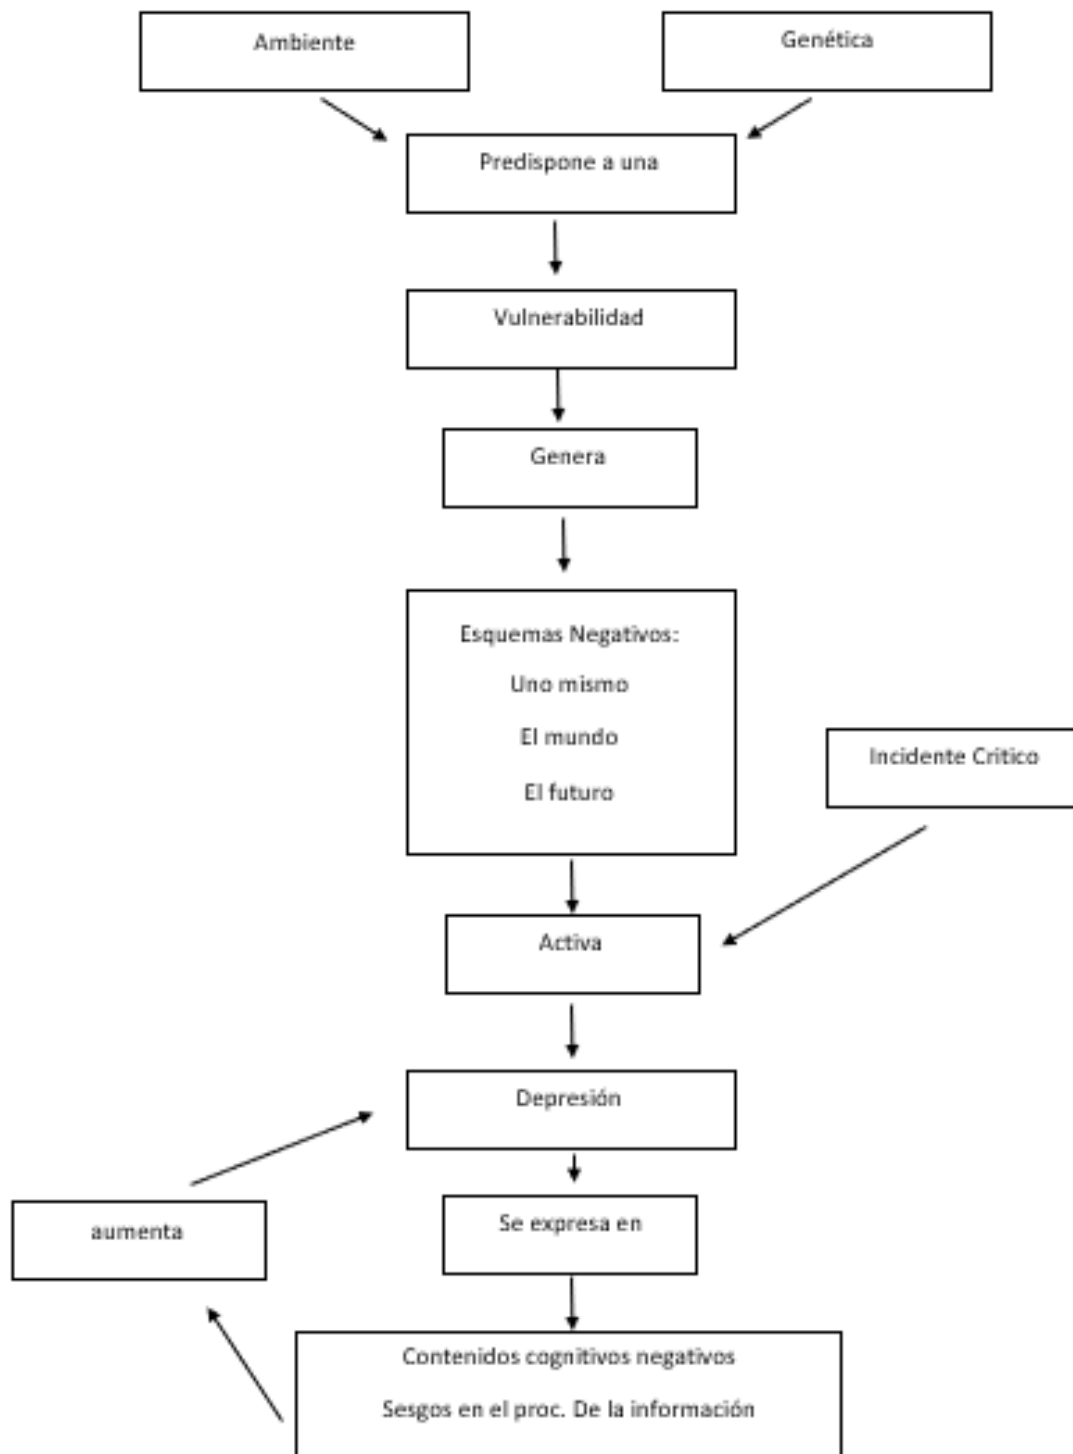 Ambiente
Genética
Predispone a una
Vulnerabilidad
Genera
Esquemas Negativos:
Uno mismo
El mundo
El futuro
Incidente Critico
Activa
Depresión
Se expresa en
aumenta
Contenidos cognitivos negativos
Sesgos en el proc. De la información